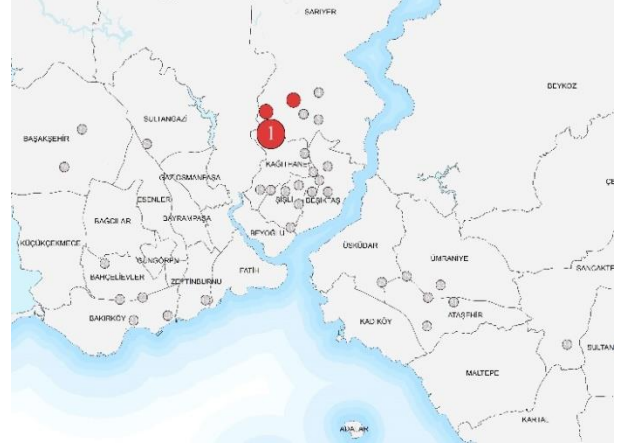 SARIYER
BEYKOZ
SULTANGAZİ
BAŞAKŞEHİR
1
KAĞITHANE
GAZİOSMANPAŞA
ESENLER
ŞİŞLİ
BEŞİKTAŞ
BAĞCILAR
BAYRAMPAŞA
BEYOĞLU
KÜÇÜKÇEKMECE
ÜSKÜDAR
ÜMRANİYE
GÜNGÖREN
FATİH
SANCAKTE
BAHÇELİEVLER
ZEYTİNBURNU
BAKIRKÖY
KADIKÖY
ATAŞEHİR
SULTAN
MALTEPE
KARTAL
ADALAR